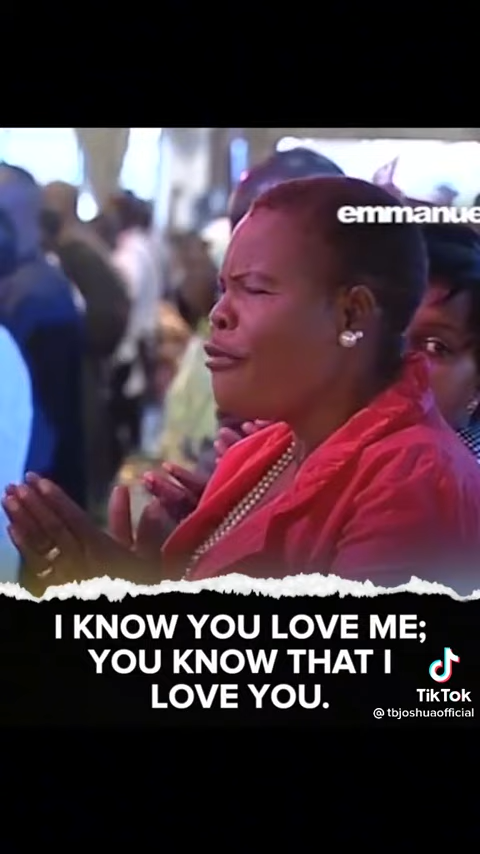 emmanue
I KNOW YOU LOVE ME;
YOU KNOW THAT I
LOVE YOU.
TikTok
@tbjoshuaofficial